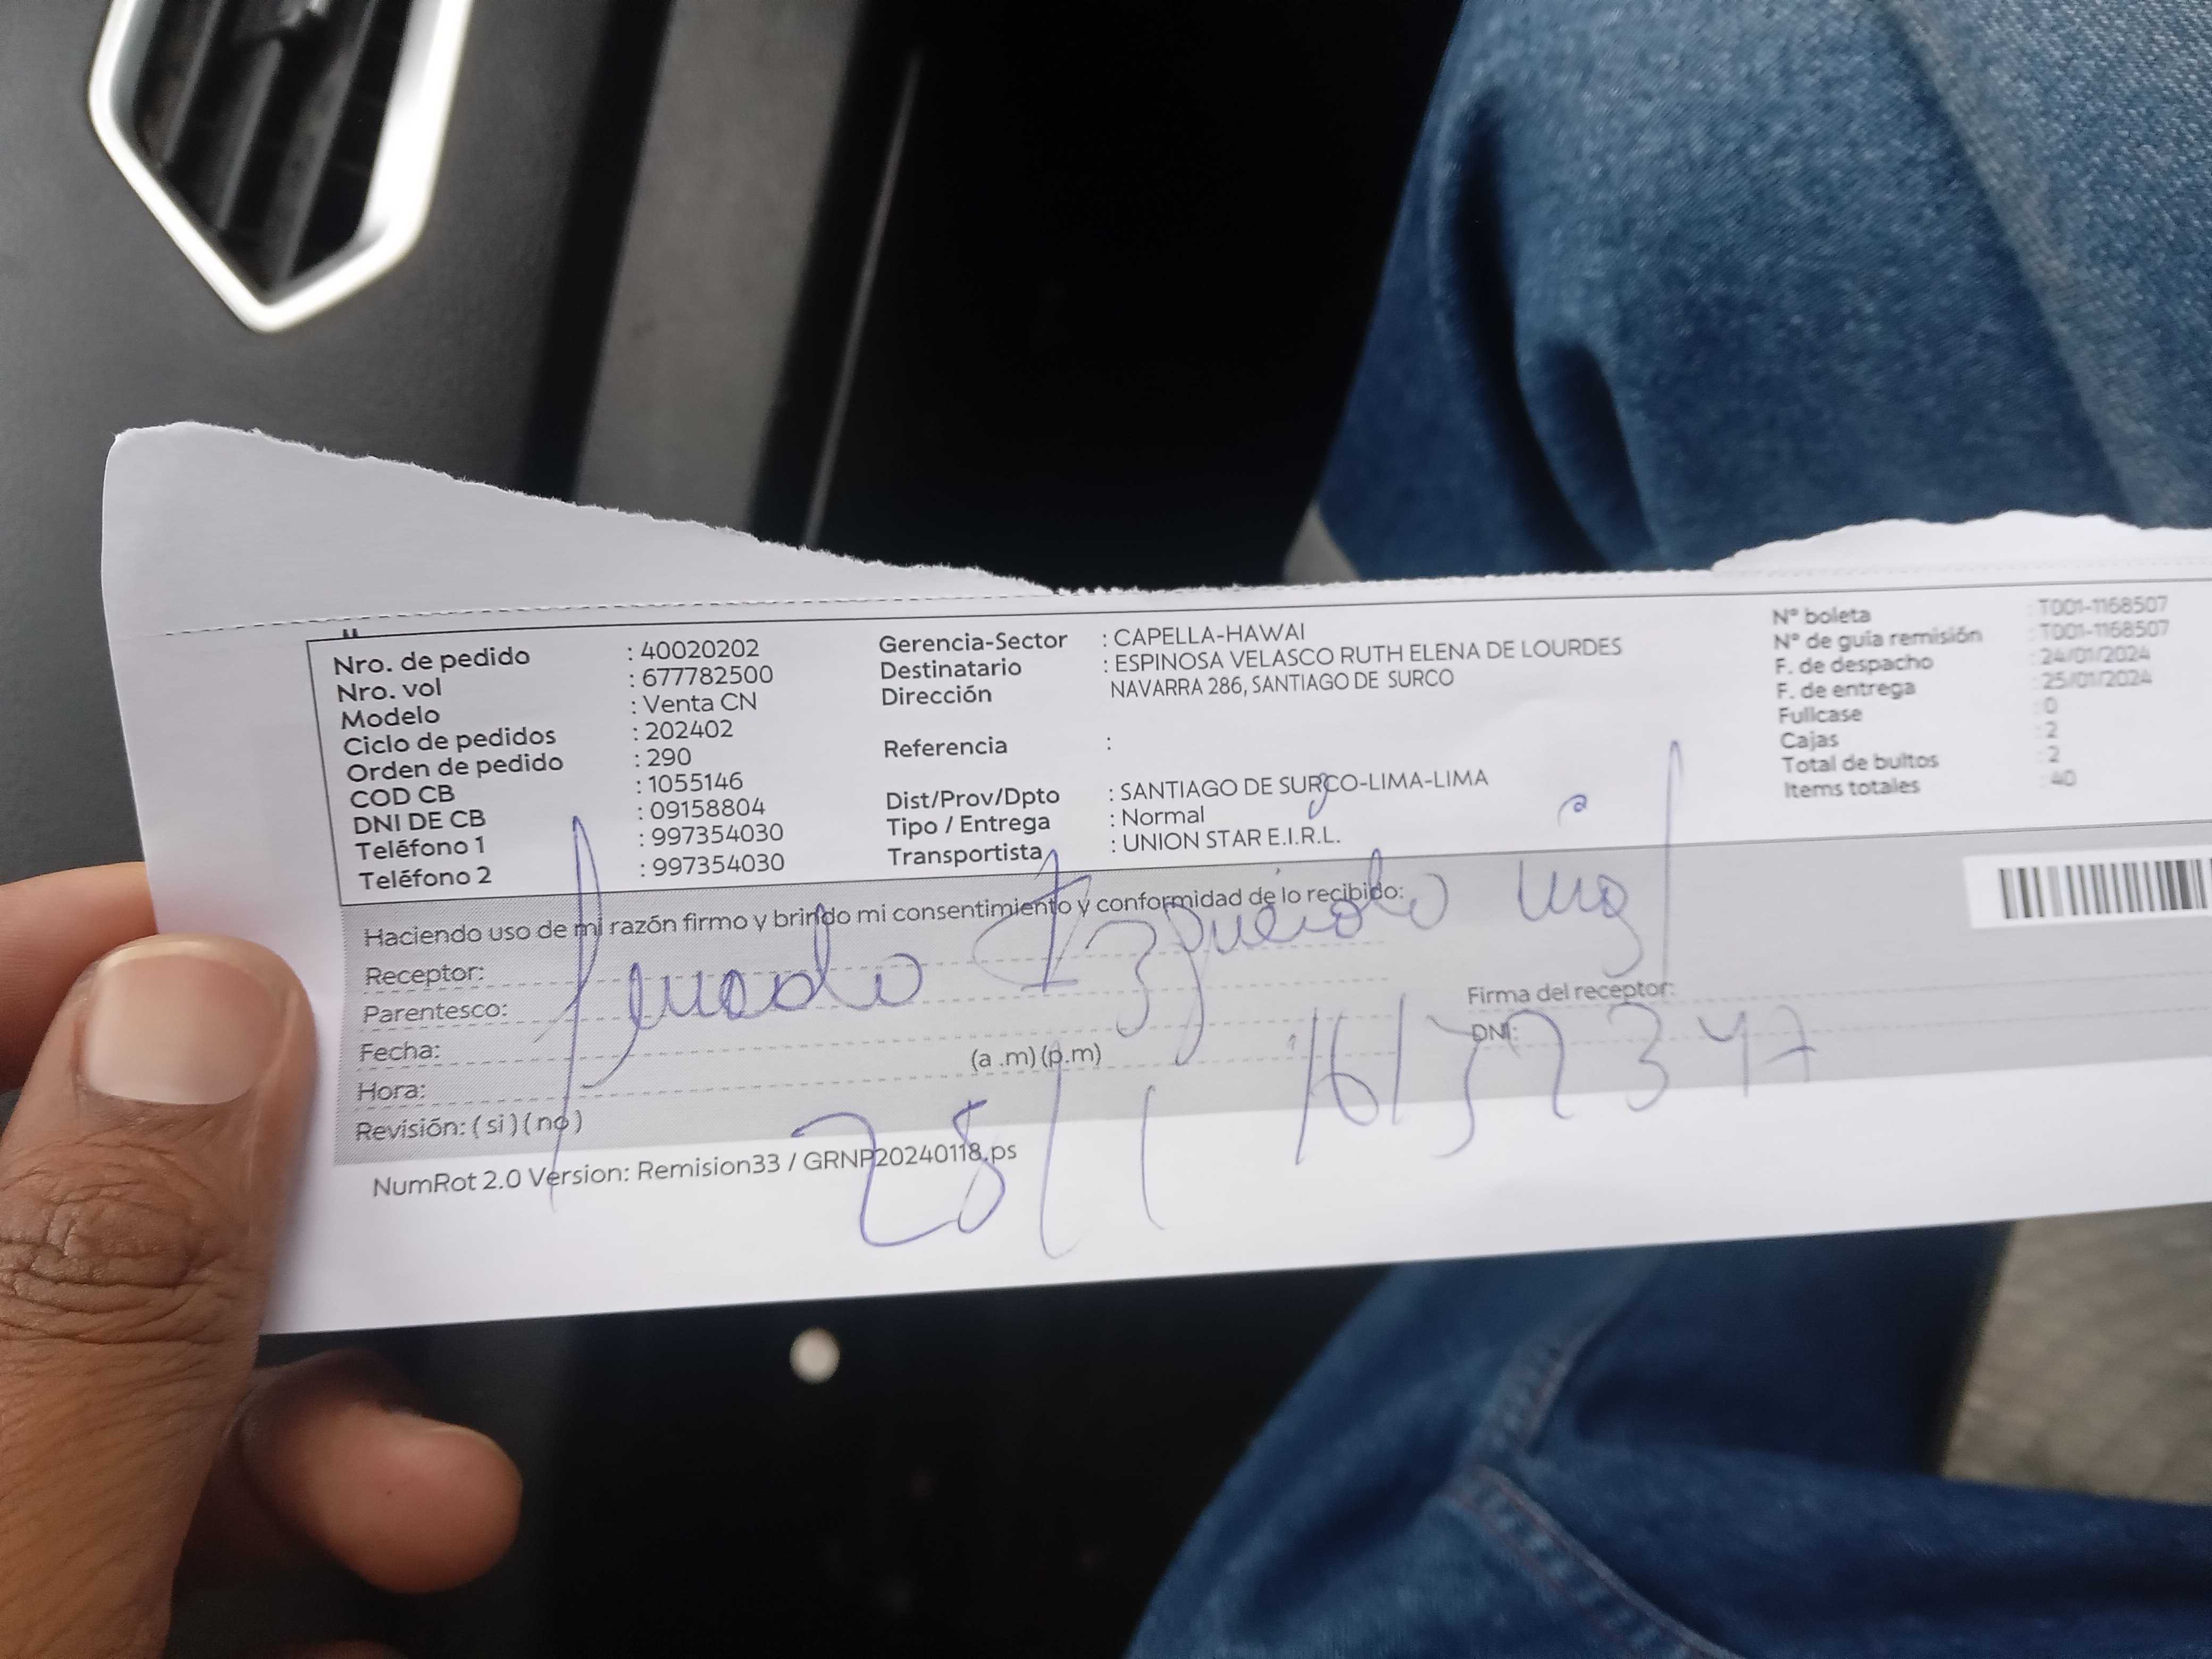 Nro. de pedido : 40020202
Nro. vol : 677782500
Modelo : Venta CN
Ciclo de pedidos : 202402
Orden de pedido : 290
COD CB : 1055146
DNI DE CB : 09158804
Teléfono 1 : 997354030
Teléfono 2 : 997354030
Gerencia-Sector : CAPELLA-HAWAI
Destinatario : ESPINOSA VELASCO RUTH ELENA DE LOURDES
Dirección NAVARRA 286, SANTIAGO DE SURCO
Referencia :
Dist/Prov/Dpto : SANTIAGO DE SURCO-LIMA-LIMA
Tipo / Entrega : Normal
Transportista : UNION STAR E.I.R.L.
Nº boleta : T001-1168507
Nº de guía remisión : T001-1168507
F. de despacho : 24/01/2024
F. de entrega : 25/01/2024
Fullcase : 0
Cajas : 2
Total de bultos : 2
Items totales : 40
Haciendo uso de mi razón firmo y brindo mi consentimiento y conformidad de lo recibido:
Receptor:
Parentesco:
Fecha:
Hora: (a .m) (p.m)
Revisión: ( si ) ( no )
Firma del receptor:
DNI:
NumRot 2.0 Version: Remision33 / GRNP20240118.ps